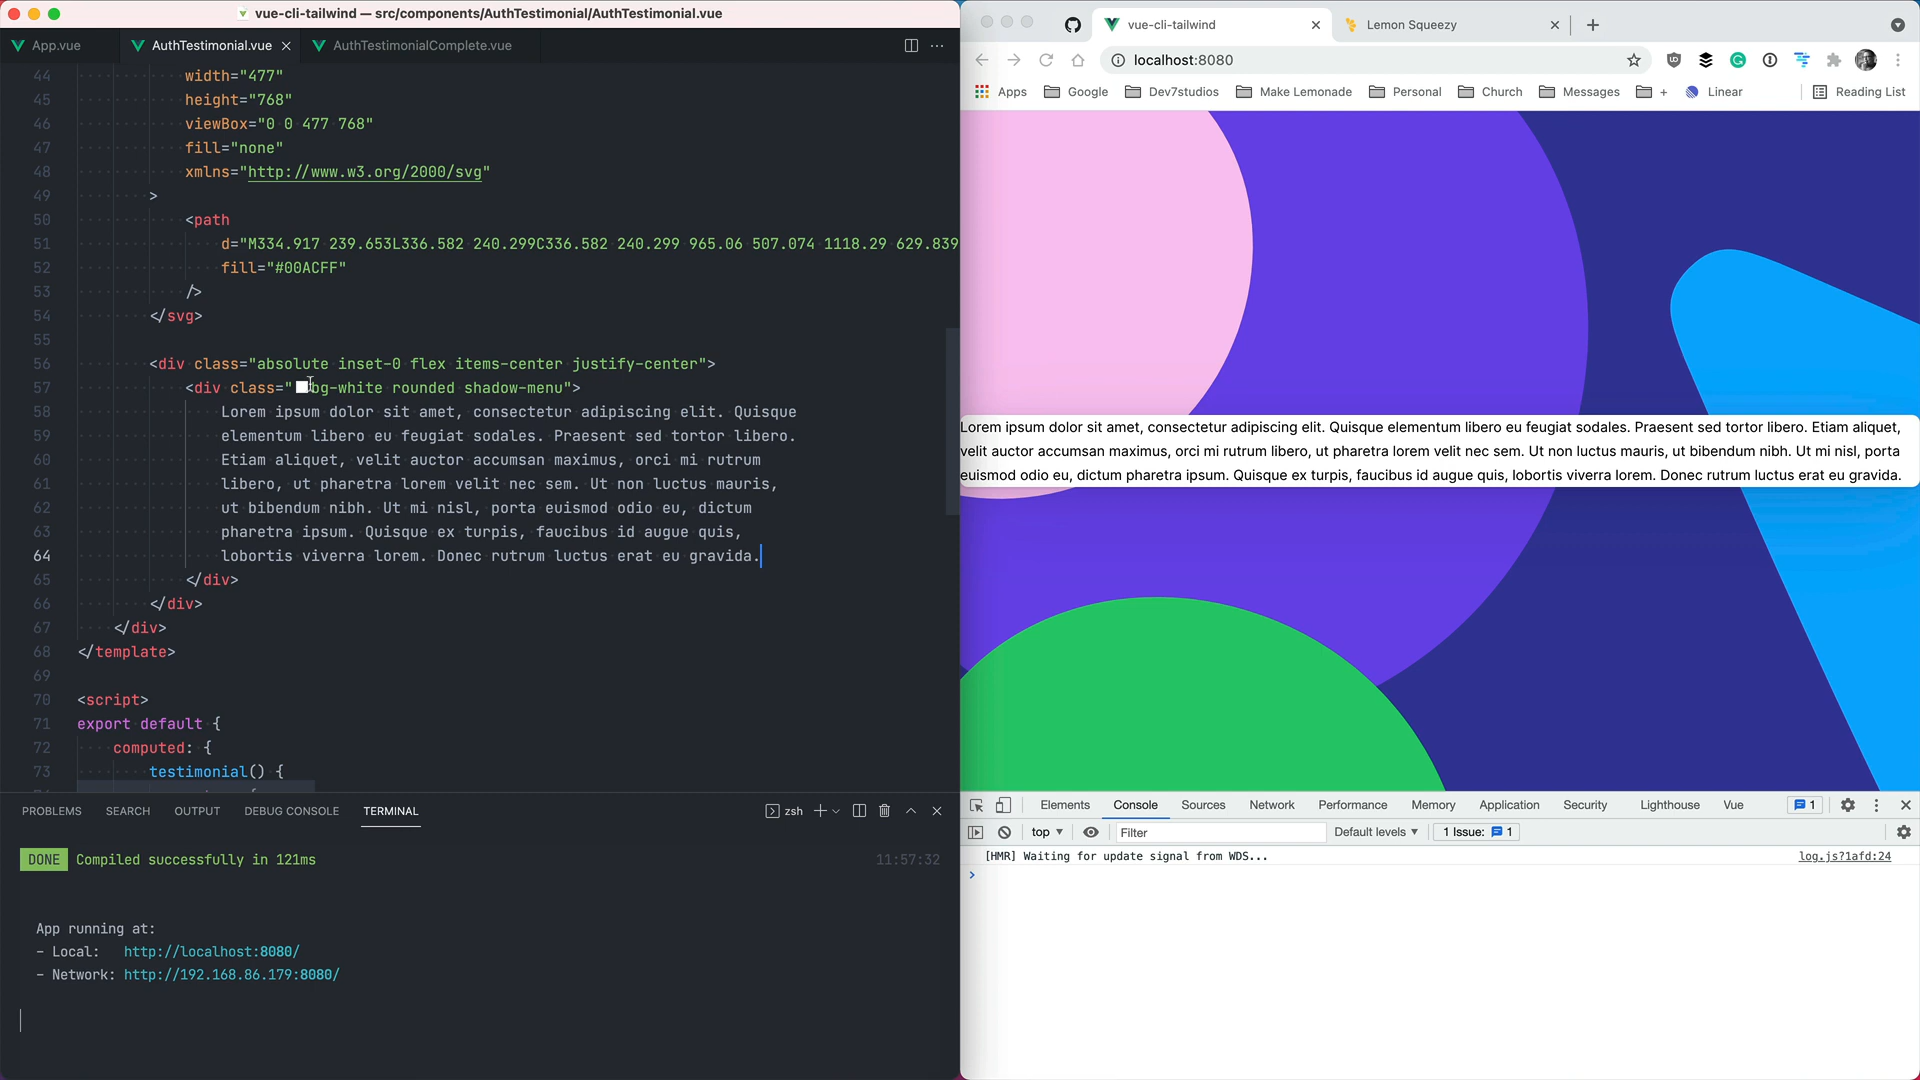 vue-cli-tailwind — src/components/AuthTestimonial/AuthTestimonial.vue
App.vue
AuthTestimonial.vue
AuthTestimonialComplete.vue
44 width="477"
45 height="768"
46 viewBox="0 0 477 768"
47 fill="none"
48 xmlns="http://www.w3.org/2000/svg"
49 >
50 <path
51 d="M334.917 239.653L336.582 240.299C336.582 240.299 965.06 507.074 1118.29 629.839
52 fill="#00ACFF"
53 />
54 </svg>
55
56 <div class="absolute inset-0 flex items-center justify-center">
57 <div class="bg-white rounded shadow-menu">
58 Lorem ipsum dolor sit amet, consectetur adipiscing elit. Quisque
59 elementum libero eu feugiat sodales. Praesent sed tortor libero.
60 Etiam aliquet, velit auctor accumsan maximus, orci mi rutrum
61 libero, ut pharetra lorem velit nec sem. Ut non luctus mauris,
62 ut bibendum nibh. Ut mi nisl, porta euismod odio eu, dictum
63 pharetra ipsum. Quisque ex turpis, faucibus id augue quis,
64 lobortis viverra lorem. Donec rutrum luctus erat eu gravida.
65 </div>
66 </div>
67 </div>
68 </template>
69
70 <script>
71 export default {
72 computed: {
73 testimonial() {
PROBLEMS SEARCH OUTPUT DEBUG CONSOLE TERMINAL
zsh
DONE Compiled successfully in 121ms 11:57:32
App running at:
- Local: http://localhost:8080/
- Network: http://192.168.86.179:8080/
vue-cli-tailwind
Lemon Squeezy
localhost:8080
Apps Google Dev7studios Make Lemonade Personal Church Messages + Linear Reading List
Lorem ipsum dolor sit amet, consectetur adipiscing elit. Quisque elementum libero eu feugiat sodales. Praesent sed tortor libero. Etiam aliquet,
velit auctor accumsan maximus, orci mi rutrum libero, ut pharetra lorem velit nec sem. Ut non luctus mauris, ut bibendum nibh. Ut mi nisl, porta
euismod odio eu, dictum pharetra ipsum. Quisque ex turpis, faucibus id augue quis, lobortis viverra lorem. Donec rutrum luctus erat eu gravida.
Elements Console Sources Network Performance Memory Application Security Lighthouse Vue 1
top Filter Default levels 1 Issue: 1
[HMR] Waiting for update signal from WDS... log.js?1afd:24